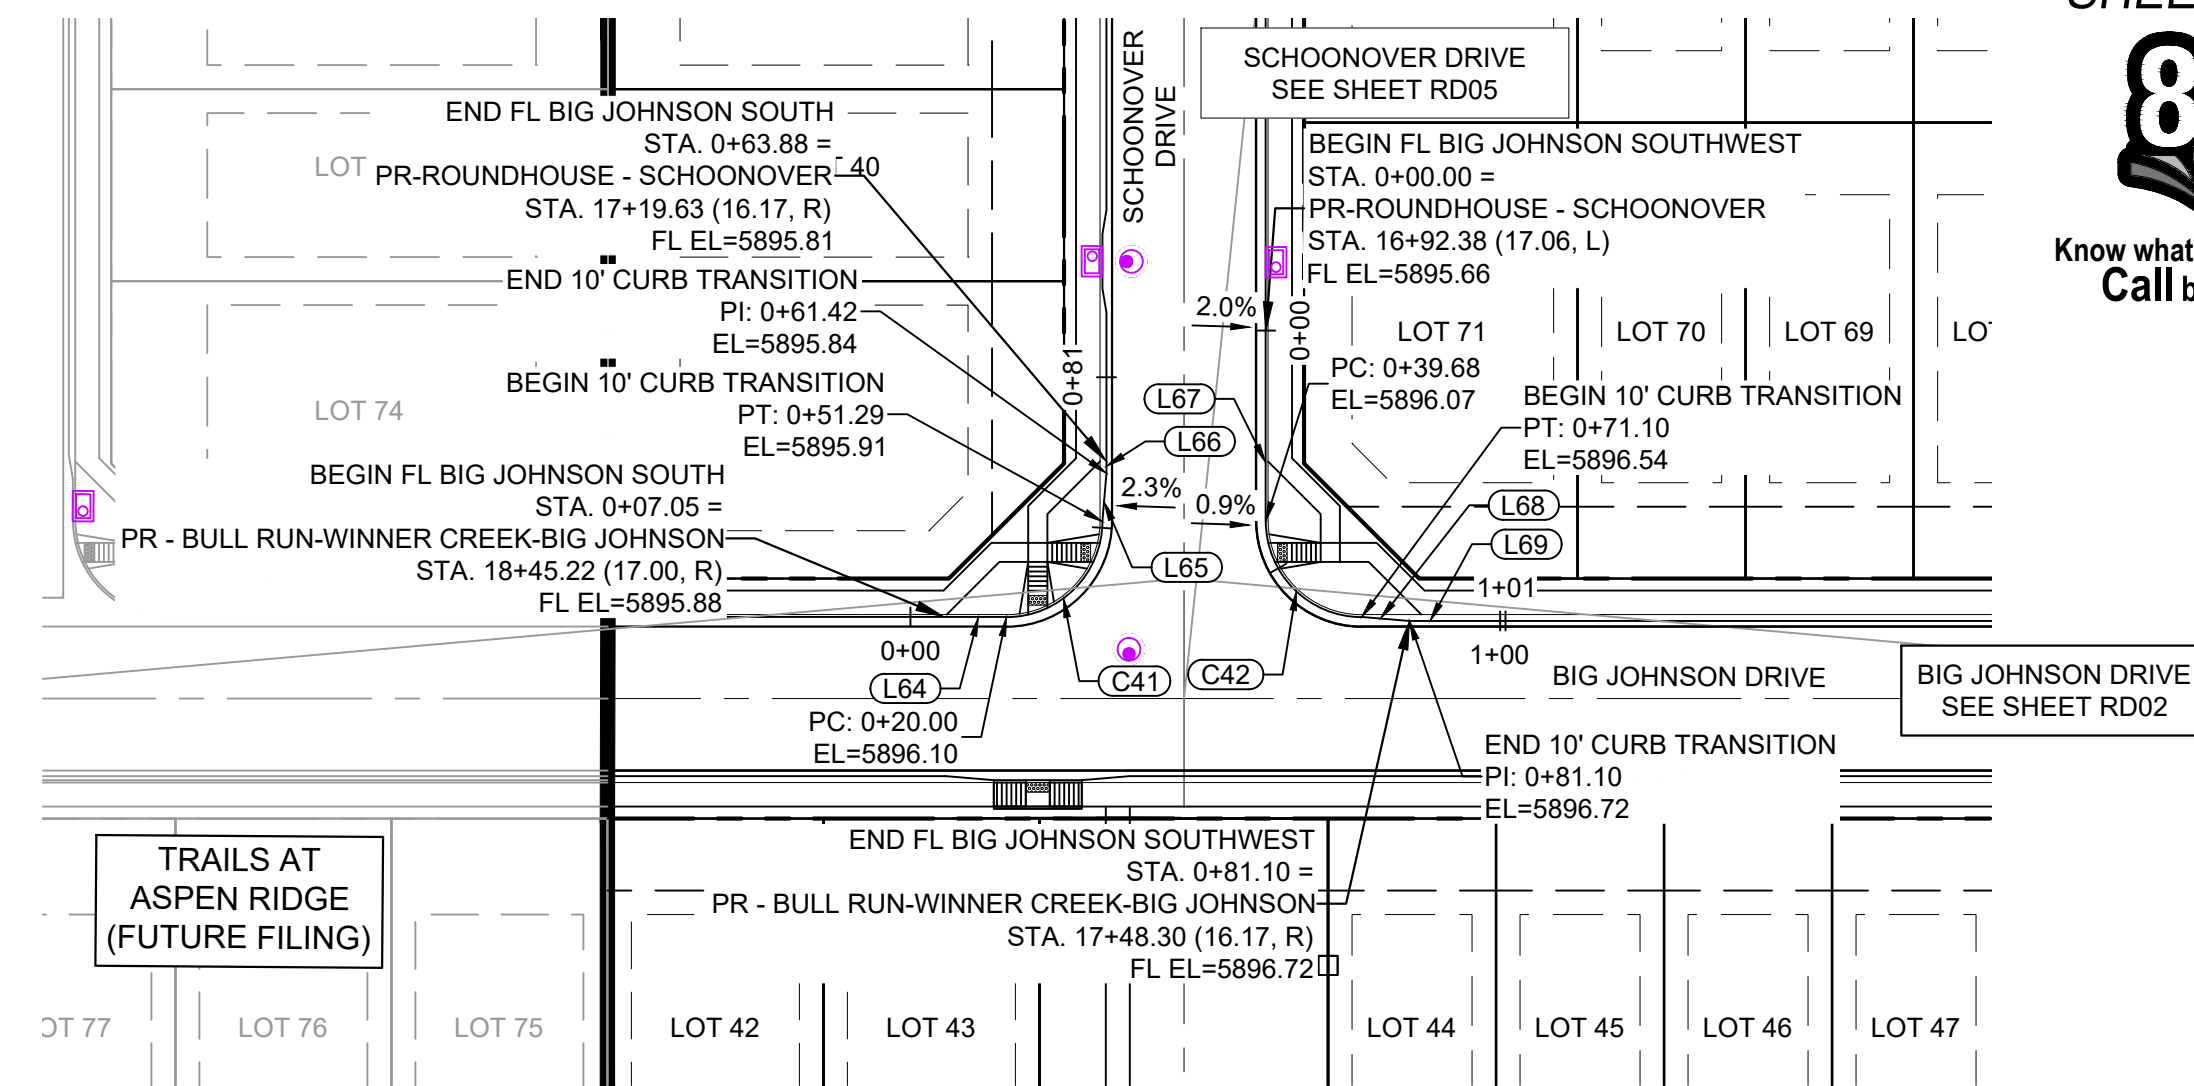 SCHOONOVER
DRIVE
SCHOONOVER DRIVE
SEE SHEET RD05
8
Know what
Call b
END FL BIG JOHNSON SOUTH
STA. 0+63.88 =
PR-ROUNDHOUSE - SCHOONOVER
STA. 17+19.63 (16.17, R)
FL EL=5895.81
LOT
40
END 10' CURB TRANSITION
PI: 0+61.42
EL=5895.84
BEGIN 10' CURB TRANSITION
PT: 0+51.29
EL=5895.91
LOT 74
BEGIN FL BIG JOHNSON SOUTH
STA. 0+07.05 =
PR - BULL RUN-WINNER CREEK-BIG JOHNSON
STA. 18+45.22 (17.00, R)
FL EL=5895.88
BEGIN FL BIG JOHNSON SOUTHWEST
STA. 0+00.00 =
PR-ROUNDHOUSE - SCHOONOVER
STA. 16+92.38 (17.06, L)
FL EL=5895.66
2.0%
0+00
0+81
LOT 71
LOT 70
LOT 69
PC: 0+39.68
EL=5896.07
BEGIN 10' CURB TRANSITION
PT: 0+71.10
EL=5896.54
L67
L66
2.3%
0.9%
L68
L69
L65
1+01
0+00
1+00
L64
C41
C42
PC: 0+20.00
EL=5896.10
BIG JOHNSON DRIVE
BIG JOHNSON DRIVE
SEE SHEET RD02
END 10' CURB TRANSITION
PI: 0+81.10
EL=5896.72
END FL BIG JOHNSON SOUTHWEST
STA. 0+81.10 =
PR - BULL RUN-WINNER CREEK-BIG JOHNSON
STA. 17+48.30 (16.17, R)
FL EL=5896.72
TRAILS AT
ASPEN RIDGE
(FUTURE FILING)
OT 77
LOT 76
LOT 75
LOT 42
LOT 43
LOT 44
LOT 45
LOT 46
LOT 47